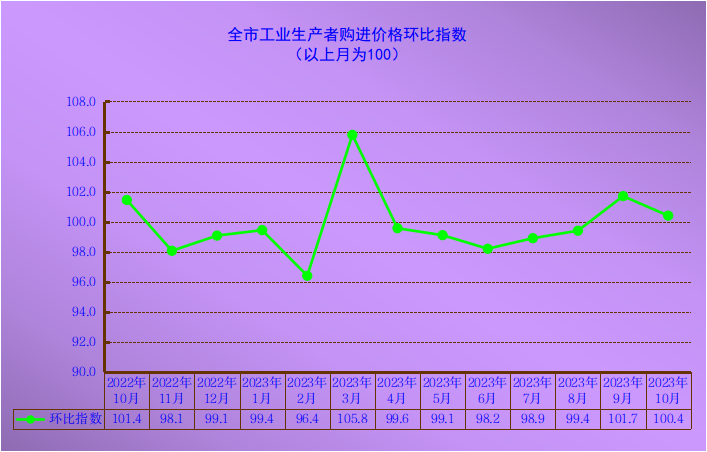 全市工业生产者购进价格环比指数
（以上月为100）
108.0
106.0
104.0
102.0
100.0
98.0
96.0
94.0
92.0
90.0
2022年 2022年 2022年 2023年 2023年 2023年 2023年 2023年 2023年 2023年 2023年 2023年 2023年
10月 11月 12月 1月 2月 3月 4月 5月 6月 7月 8月 9月 10月
环比指数 101.4 98.1 99.1 99.4 96.4 105.8 99.6 99.1 98.2 98.9 99.4 101.7 100.4